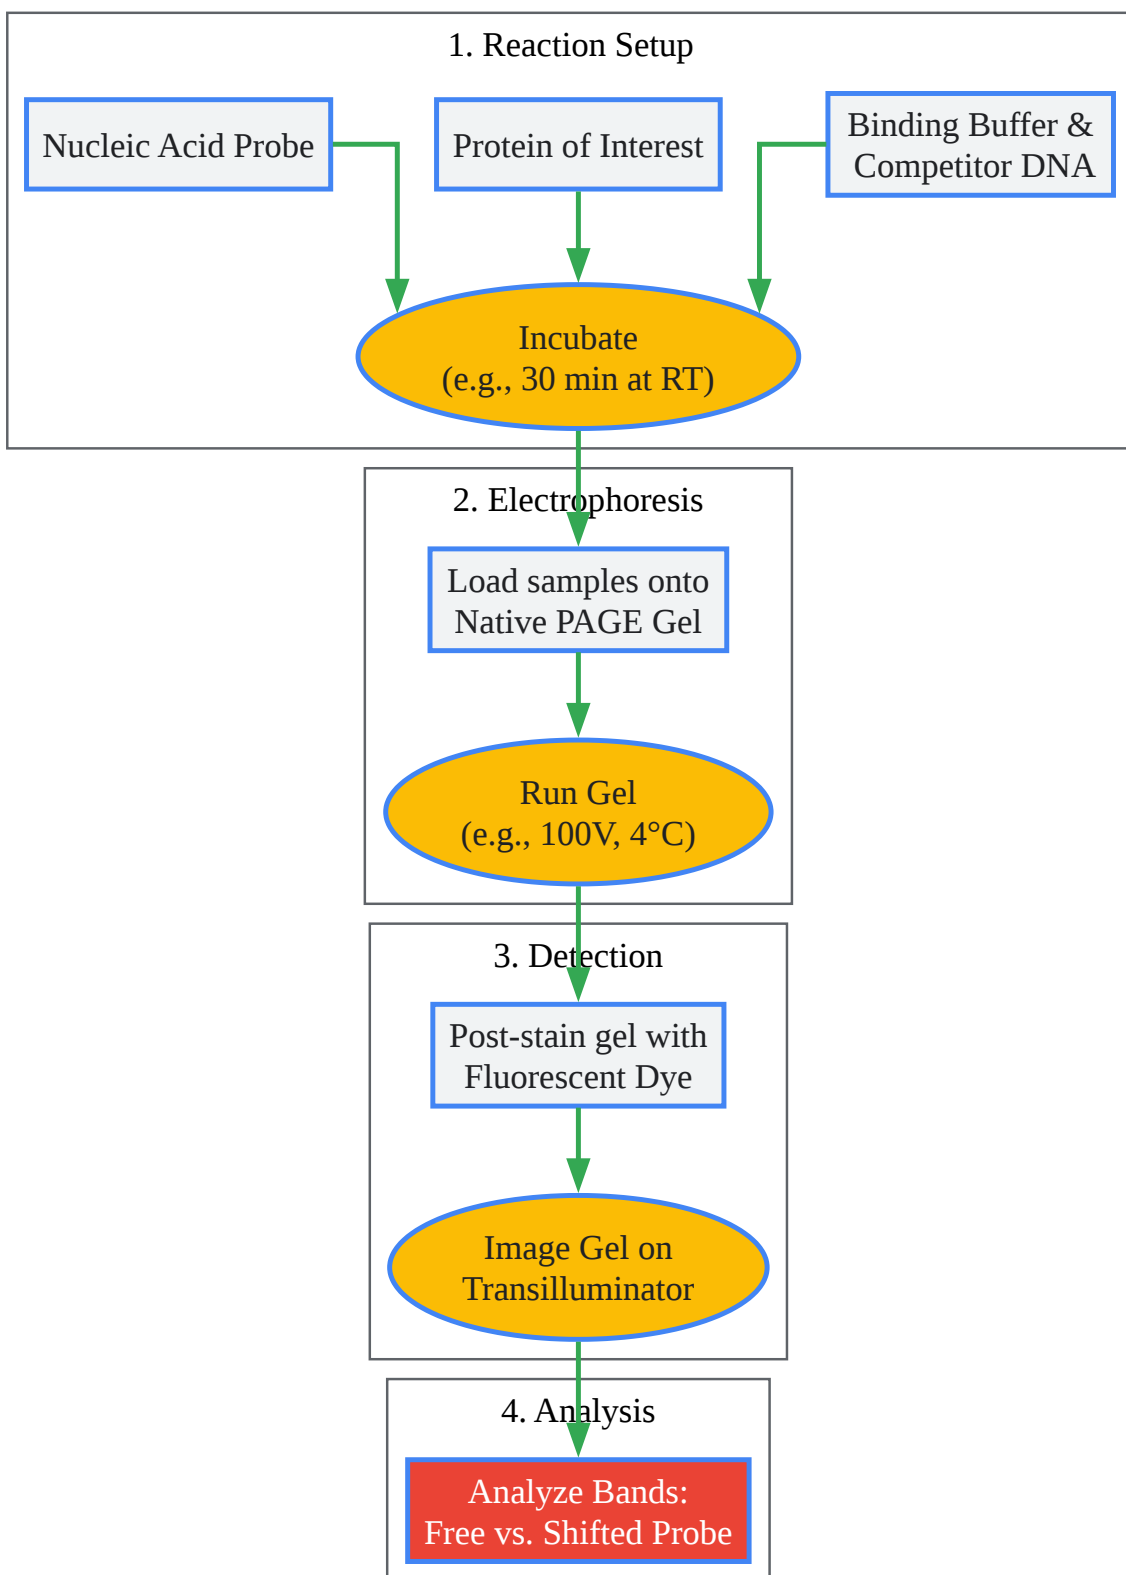 1. Reaction Setup
Nucleic Acid Probe
Protein of Interest
Binding Buffer &
Competitor DNA
Incubate
(e.g., 30 min at RT)
2. Electrophoresis
Load samples onto
Native PAGE Gel
Run Gel
(e.g., 100V, 4°C)
3. Detection
Post-stain gel with
Fluorescent Dye
Image Gel on
Transilluminator
4. Analysis
Analyze Bands:
Free vs. Shifted Probe